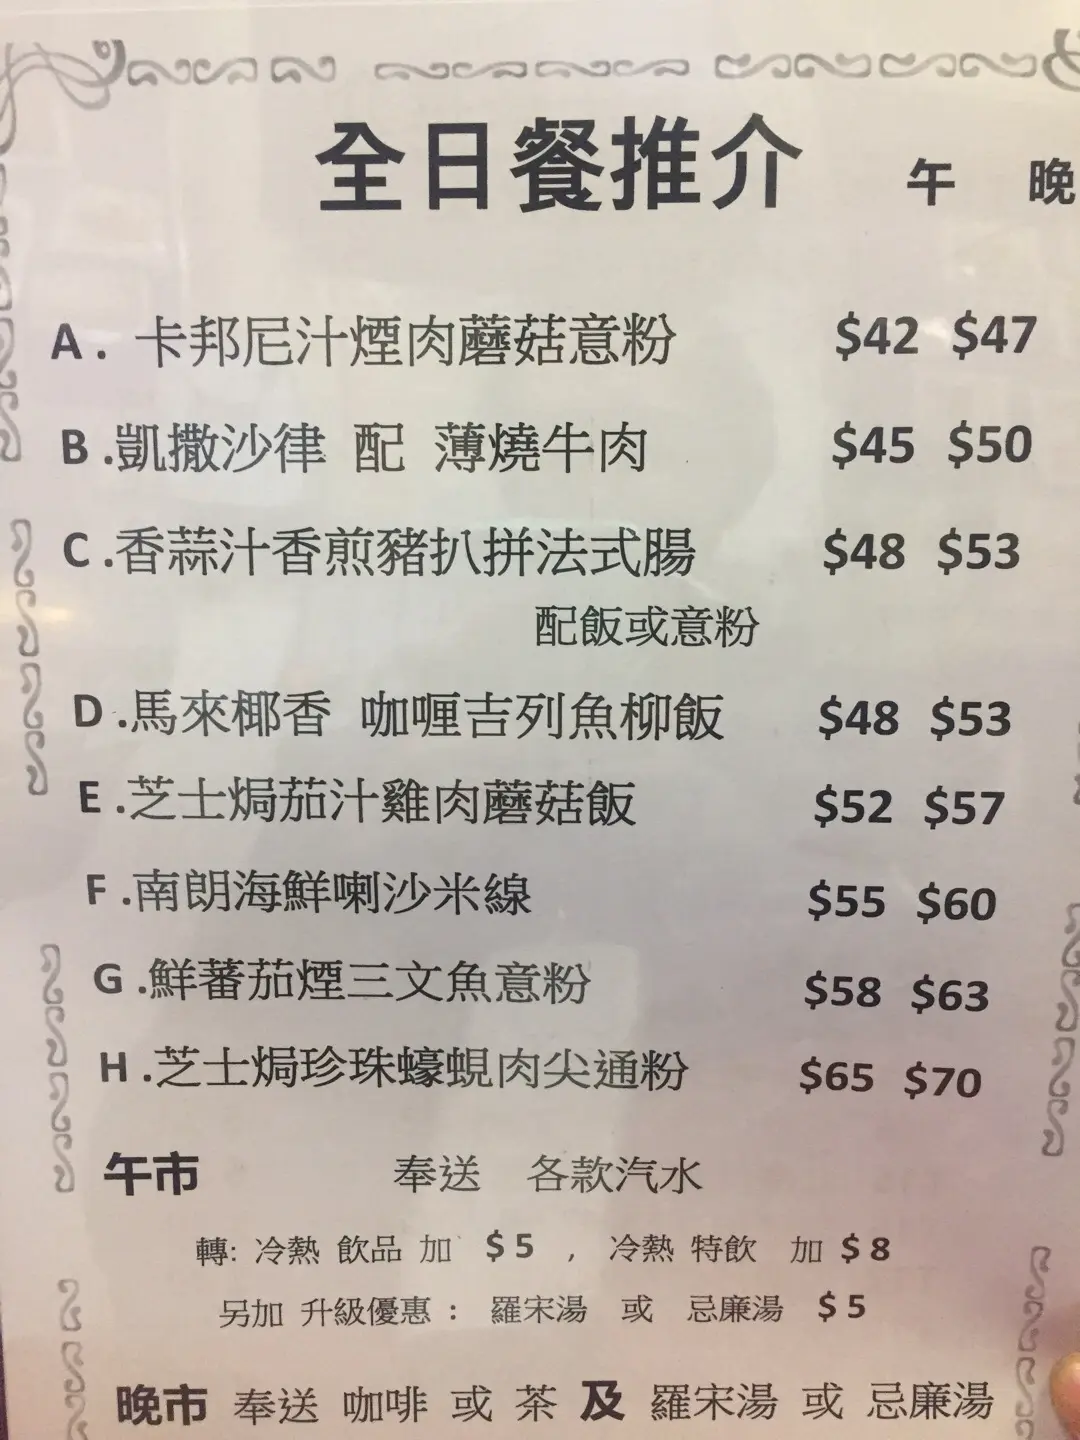 全日餐推介 午 晚
A. 卡邦尼汁煙肉蘑菇意粉 $42 $47
B.凱撒沙律 配 薄燒牛肉 $45 $50
C.香蒜汁香煎豬扒拼法式腸 $48 $53
配飯或意粉
D.馬來椰香 咖喱吉列魚柳飯 $48 $53
E.芝士焗茄汁雞肉蘑菇飯 $52 $57
F.南朗海鮮喇沙米線 $55 $60
G.鮮蕃茄煙三文魚意粉 $58 $63
H.芝士焗珍珠蠔蜆肉尖通粉 $65 $70
午市 奉送 各款汽水
轉: 冷熱 飲品 加 $5 , 冷熱 特飲 加 $8
另加 升級優惠： 羅宋湯 或 忌廉湯 $5
晚市 奉送 咖啡 或 茶 及 羅宋湯 或 忌廉湯